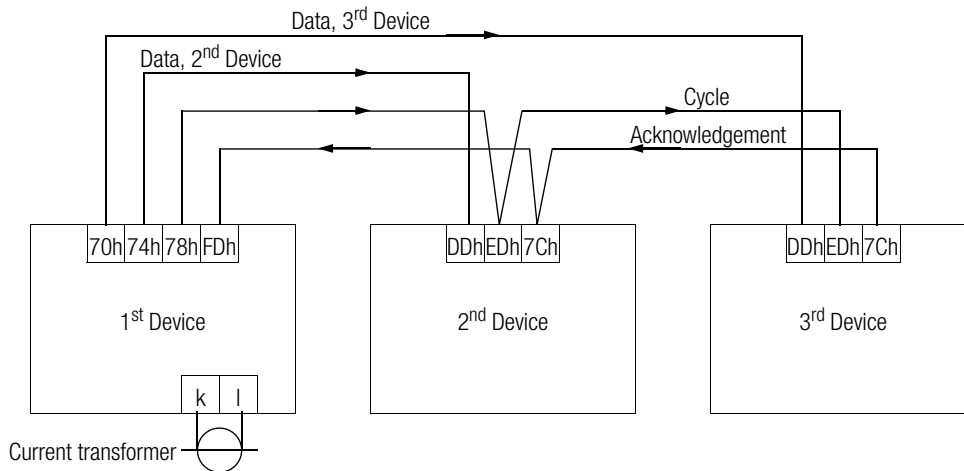 Data, 3rd Device
Data, 2nd Device
Cycle
Acknowledgement
70h 74h 78h FDh
DDh EDh 7Ch
DDh EDh 7Ch
1st Device
2nd Device
3rd Device
k l
Current transformer